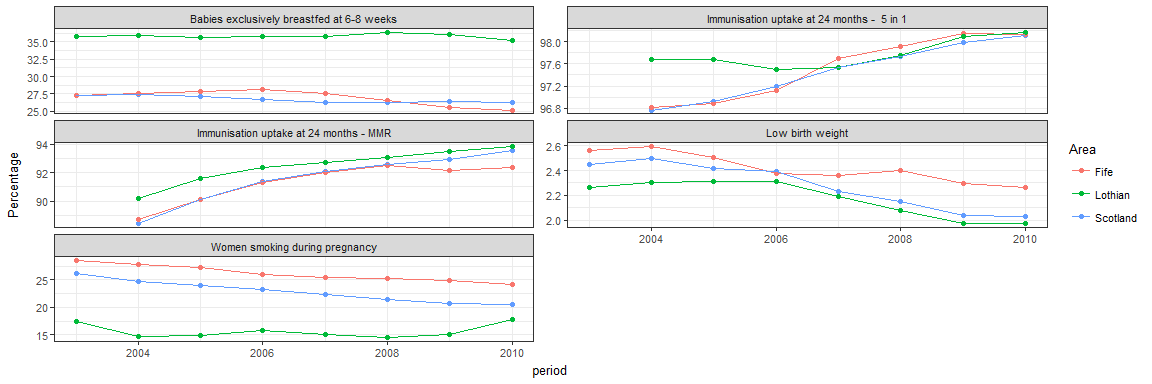 Babies exclusively breastfed at 6-8 weeks
35.0
32.5
30.0
27.5
25.0
Immunisation uptake at 24 months - 5 in 1
98.0
97.6
97.2
96.8
Immunisation uptake at 24 months - MMR
94
92
90
Low birth weight
2.6
2.4
2.2
2.0
2004 2006 2008 2010
Women smoking during pregnancy
25
20
15
2004 2006 2008 2010
Percentage
period
Area
Fife
Lothian
Scotland